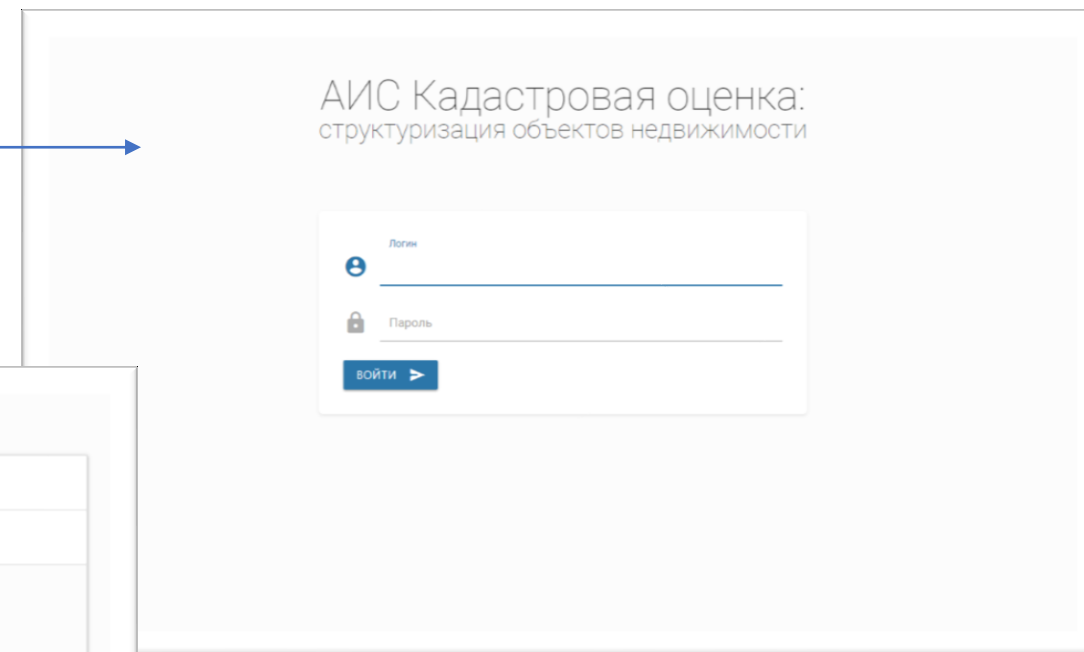 АИС Кадастровая оценка:
структуризация объектов недвижимости
Логин
Пароль
ВОЙТИ